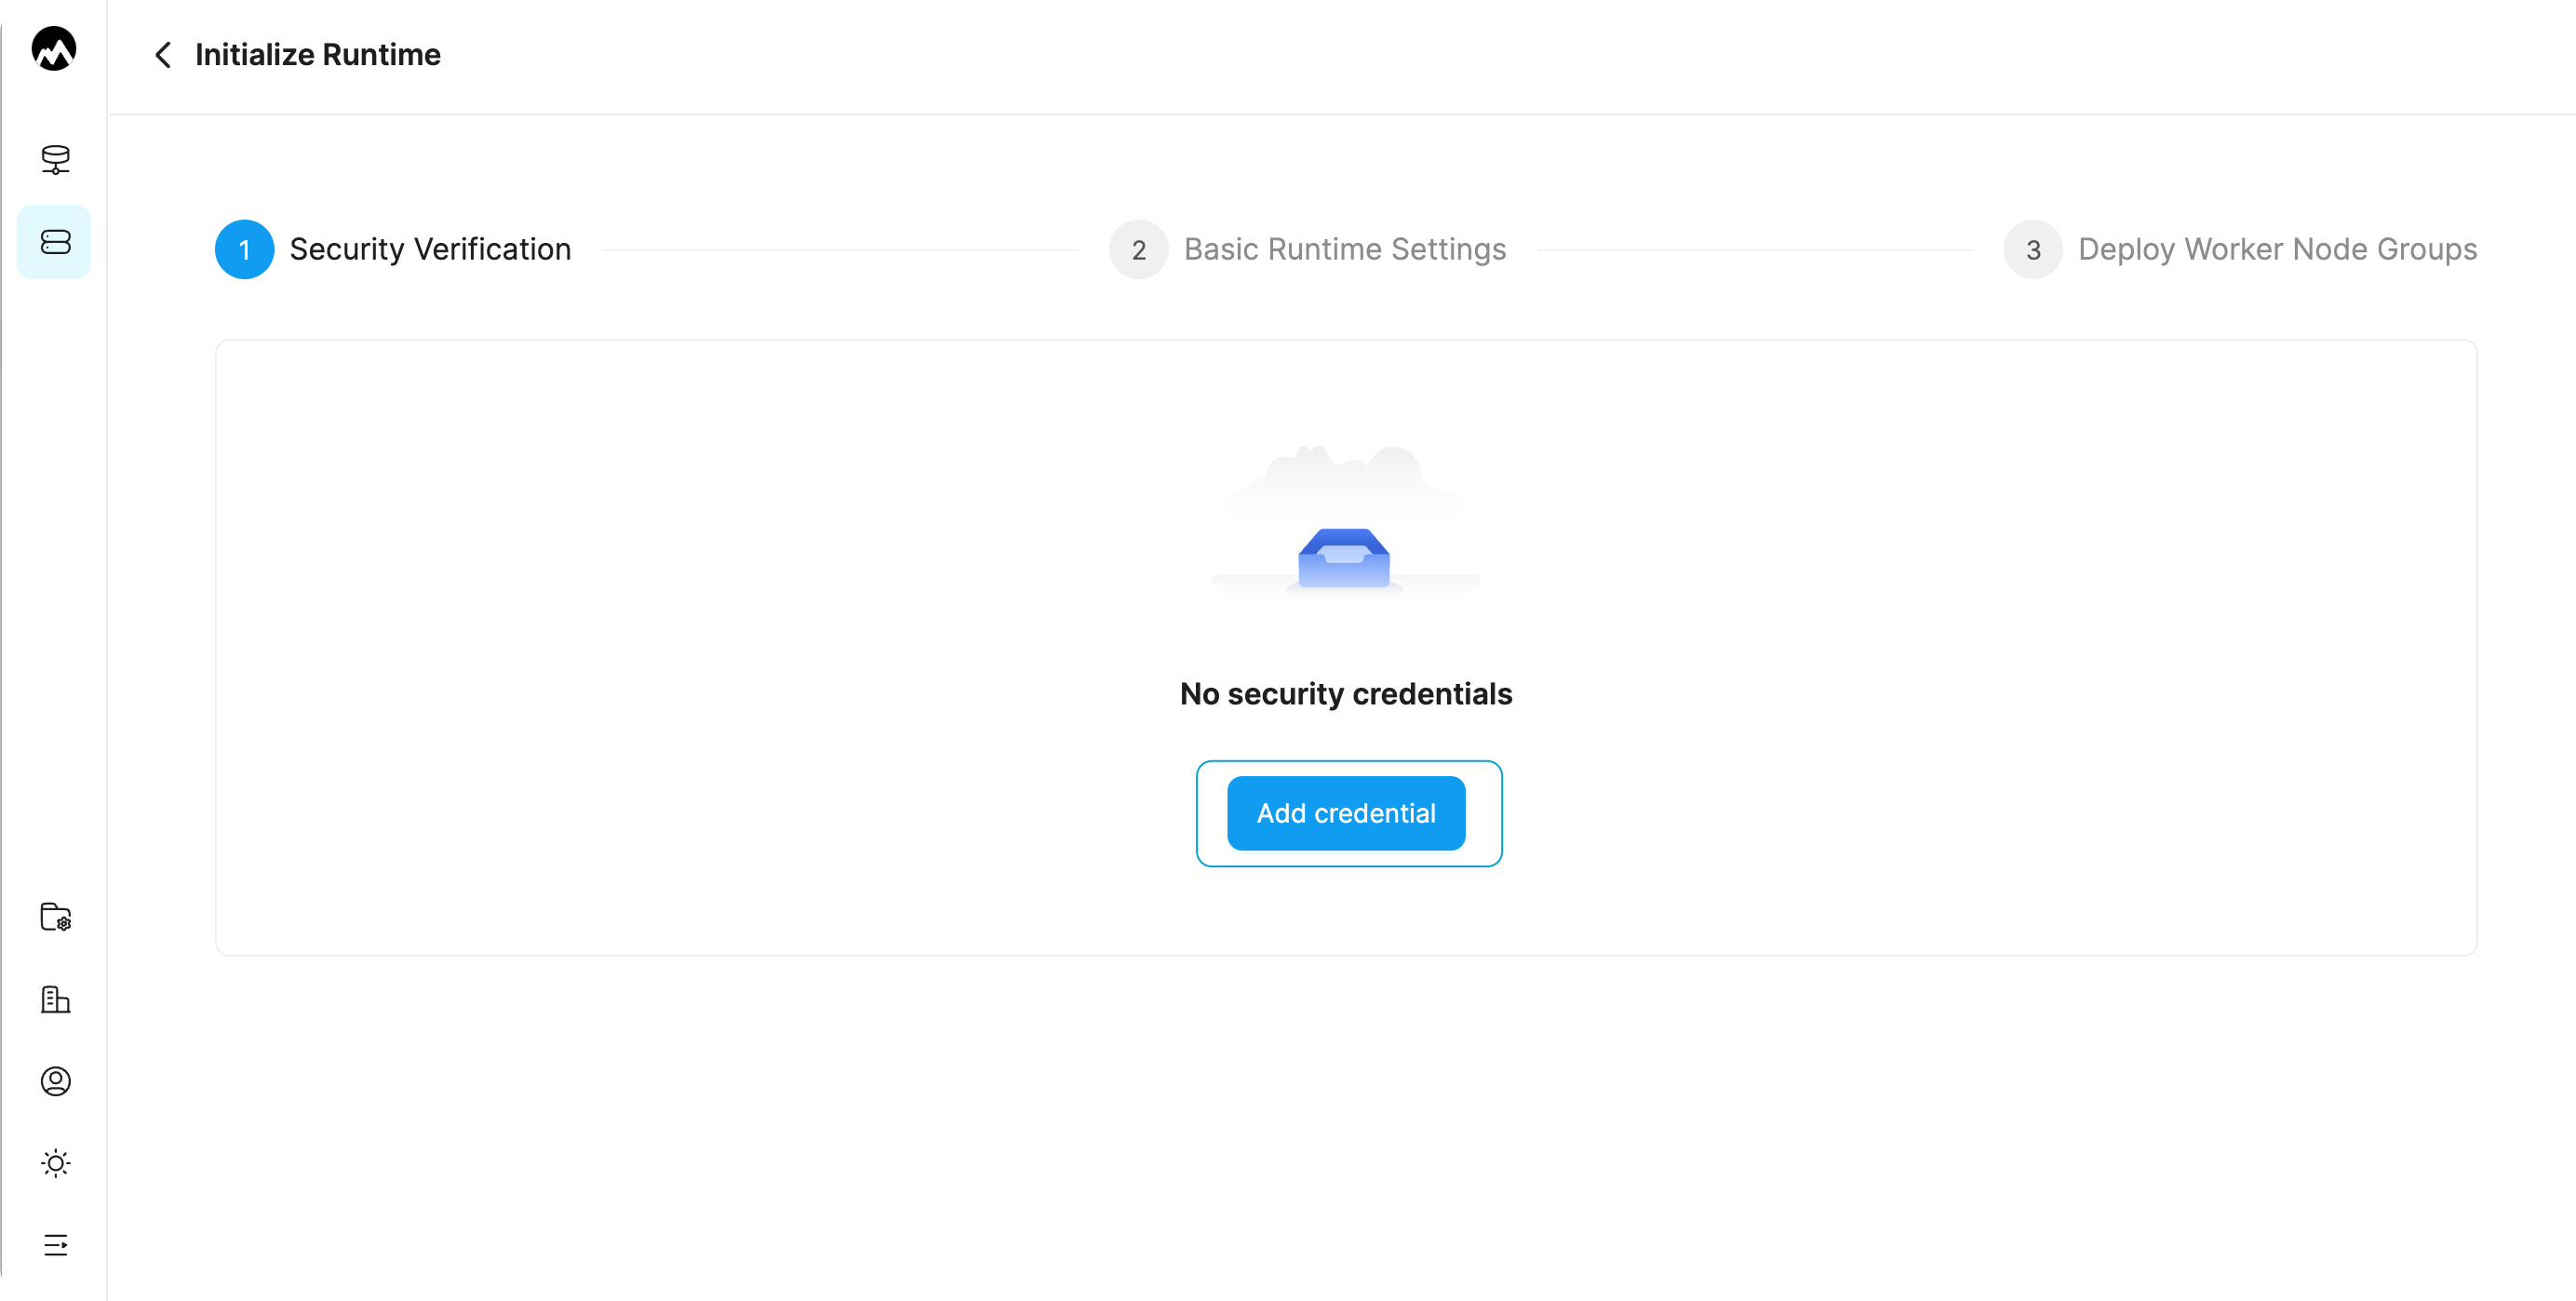 Initialize Runtime
1 Security Verification
2 Basic Runtime Settings
3 Deploy Worker Node Groups
No security credentials
Add credential